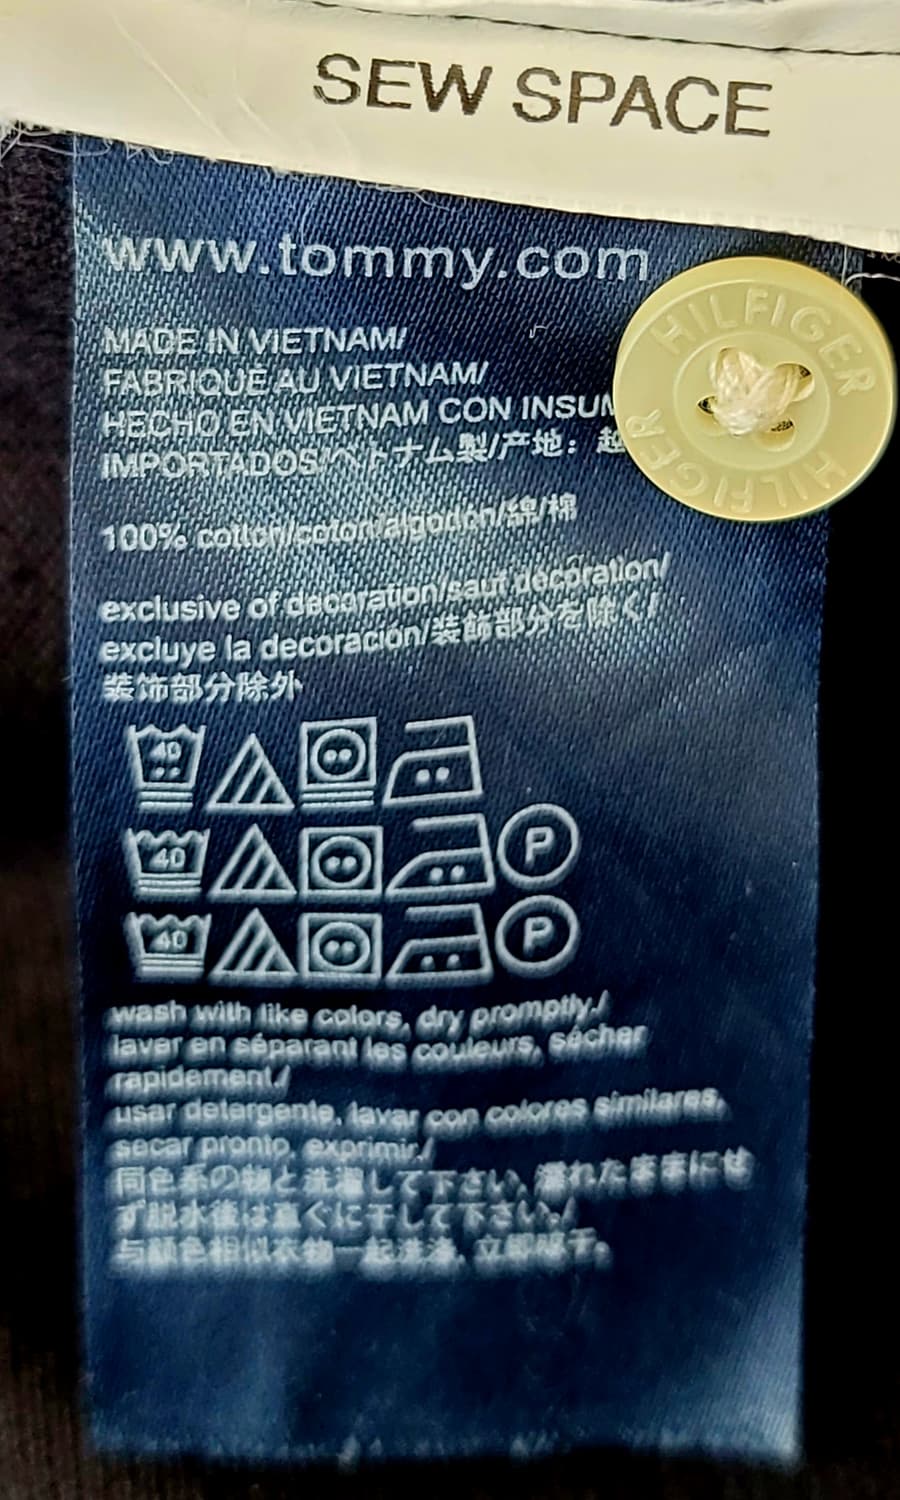 SEW SPACE
www.tommy.com
HILFIGER
HILFIGER
MADE IN VIETNAM/
FABRIQUÉ AU VIETNAM/
HECHO EN VIETNAM CON INSUM
IMPORTADOS/ベトナム製/产地: 越
100% cotton/coton/algodón/綿/棉
exclusive of decoration/sauf décoration/
excluye la decoración/装飾部分を除く/
装饰部分除外
40
40 P
40 P
wash with like colors, dry promptly./
laver en séparant les couleurs, sécher
rapidement./
usar detergente, lavar con colores similares,
secar pronto, exprimir./
同色系の物と洗濯して下さい、濡れたままにせ
ず脱水後は直ぐに干して下さい。/
与颜色相似衣物一起洗涤, 立即晾干。